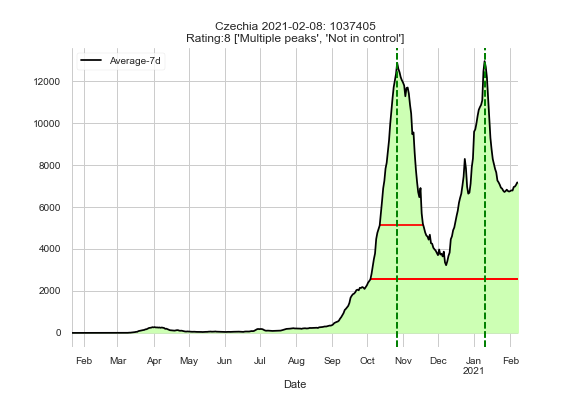 Czechia 2021-02-08: 1037405
Rating:8 ['Multiple peaks', 'Not in control']
Average-7d
12000
10000
8000
6000
4000
2000
0
Feb Mar Apr May Jun Jul Aug Sep Oct Nov Dec Jan Feb
2021
Date